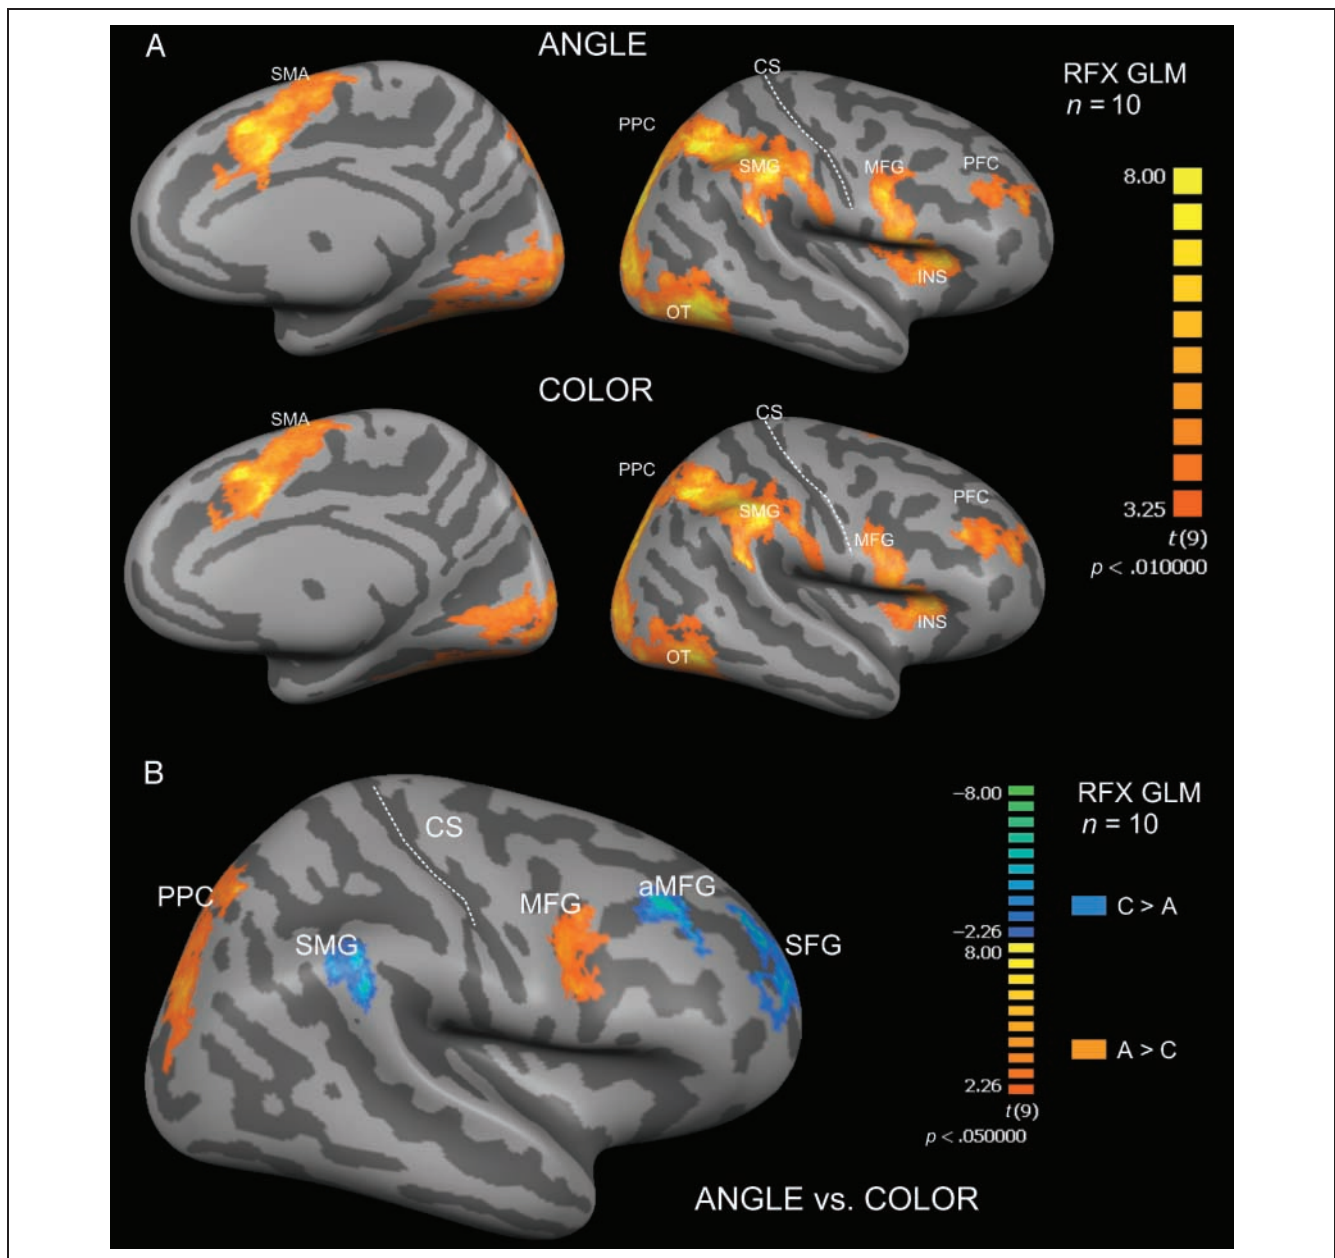 A
ANGLE
SMA
CS
PPC
SMG
MFG
PFC
INS
OT
RFX GLM
n = 10
8.00
3.25
t(9)
p < .010000
COLOR
SMA
CS
PPC
SMG
MFG
PFC
INS
OT
B
CS
PPC
SMG
MFG
aMFG
SFG
−8.00
−2.26
8.00
2.26
t(9)
p < .050000
RFX GLM
n = 10
C > A
A > C
ANGLE vs. COLOR